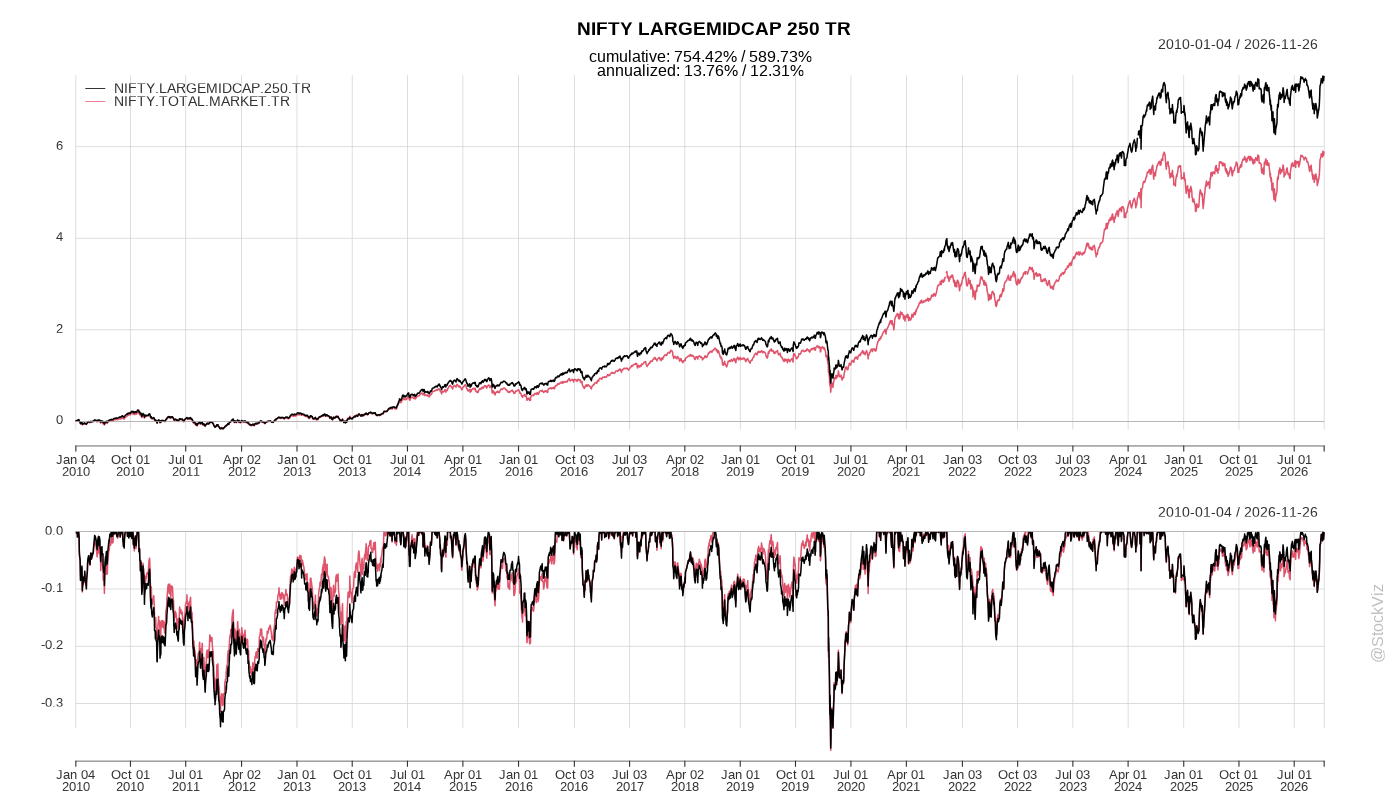 NIFTY LARGEMIDCAP 250 TR
cumulative: 754.42% / 589.73%
annualized: 13.76% / 12.31%
2010-01-04 / 2026-11-26
NIFTY.LARGEMIDCAP.250.TR
NIFTY.TOTAL.MARKET.TR
6
4
2
0
Jan 04 Oct 01 Jul 01 Apr 02 Jan 01 Oct 01 Jul 01 Apr 01 Jan 01 Oct 03 Jul 03 Apr 02 Jan 01 Oct 01 Jul 01 Apr 01 Jan 03 Oct 03 Jul 03 Apr 01 Jan 01 Oct 01 Jul 01
2010 2010 2011 2012 2013 2013 2014 2015 2016 2016 2017 2018 2019 2019 2020 2021 2022 2022 2023 2024 2025 2025 2026
2010-01-04 / 2026-11-26
0.0
-0.1
-0.2
-0.3
Jan 04 Oct 01 Jul 01 Apr 02 Jan 01 Oct 01 Jul 01 Apr 01 Jan 01 Oct 03 Jul 03 Apr 02 Jan 01 Oct 01 Jul 01 Apr 01 Jan 03 Oct 03 Jul 03 Apr 01 Jan 01 Oct 01 Jul 01
2010 2010 2011 2012 2013 2013 2014 2015 2016 2016 2017 2018 2019 2019 2020 2021 2022 2022 2023 2024 2025 2025 2026
@StockViz